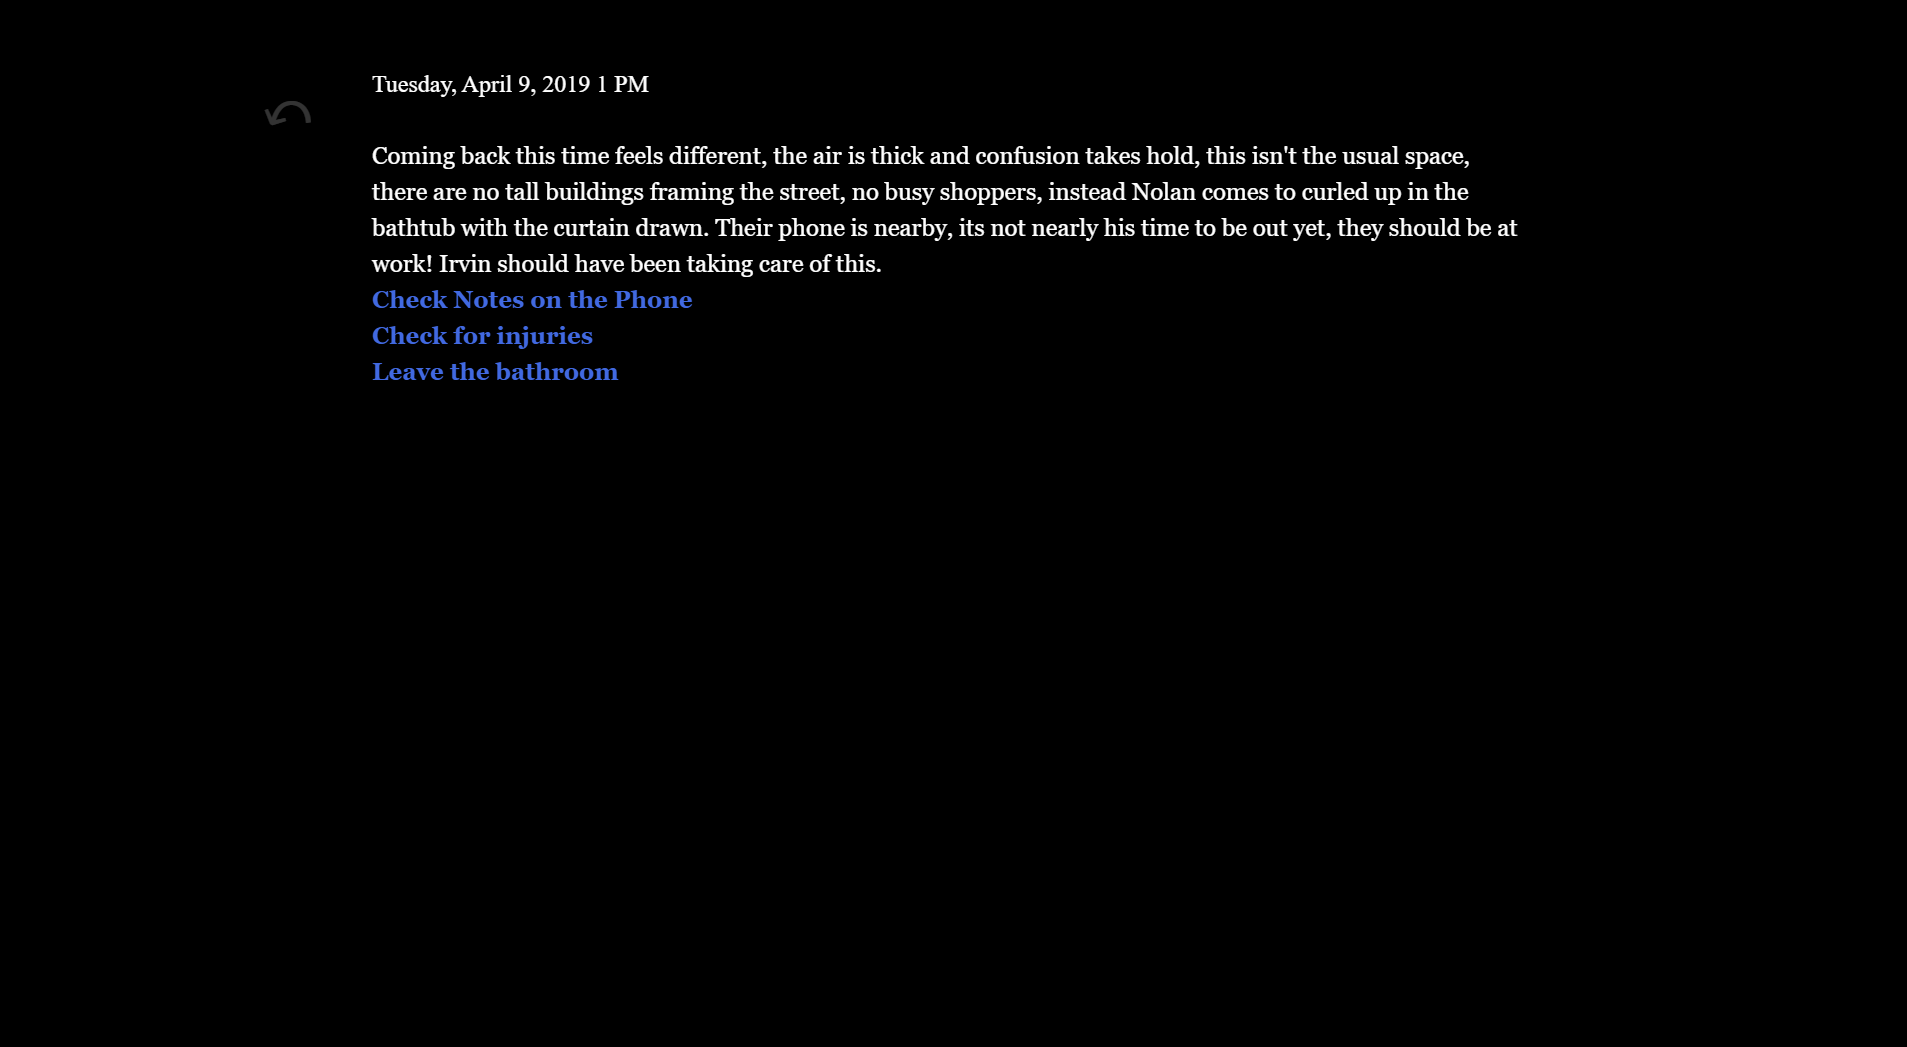 Tuesday, April 9, 2019 1 PM
Coming back this time feels different, the air is thick and confusion takes hold, this isn't the usual space,
there are no tall buildings framing the street, no busy shoppers, instead Nolan comes to curled up in the
bathtub with the curtain drawn. Their phone is nearby, its not nearly his time to be out yet, they should be at
work! Irvin should have been taking care of this.
Check Notes on the Phone
Check for injuries
Leave the bathroom